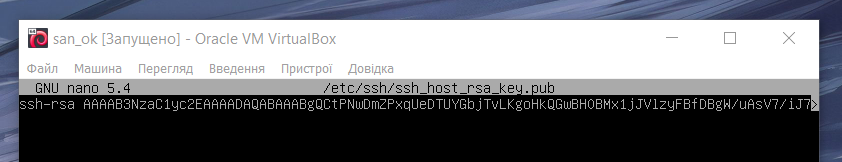 san_ok [Запущено] - Oracle VM VirtualBox
Файл Машина Перегляд Введення Пристрої Довідка
GNU nano 5.4 /etc/ssh/ssh_host_rsa_key.pub
ssh-rsa AAAAB3NzaC1yc2EAAAADAQABAAABgQCtPNwDmZPxqUeDTUYGbjTvLKgoHkQGwBHOBMx1jJVlzyFBfDBgW/uAsV7/iJ7>